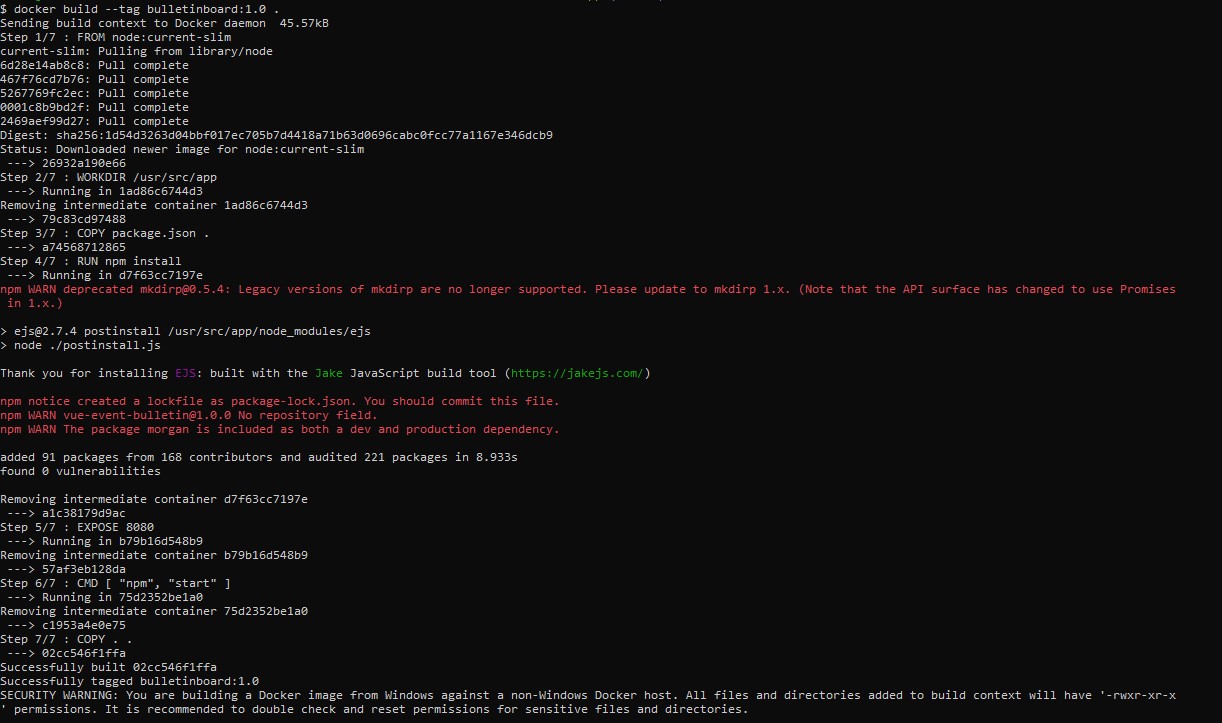 $ docker build --tag bulletinboard:1.0 .
Sending build context to Docker daemon  45.57kB
Step 1/7 : FROM node:current-slim
current-slim: Pulling from library/node
6d28e14ab8c8: Pull complete
467f76cd7b76: Pull complete
5267769fc2ec: Pull complete
0001c8b9bd2f: Pull complete
2469aef99d27: Pull complete
Digest: sha256:1d54d3263d04bbf017ec705b7d4418a71b63d0696cabc0fcc77a1167e346dcb9
Status: Downloaded newer image for node:current-slim
 ---> 26932a190e66
Step 2/7 : WORKDIR /usr/src/app
 ---> Running in 1ad86c6744d3
Removing intermediate container 1ad86c6744d3
 ---> 79c83cd97488
Step 3/7 : COPY package.json .
 ---> a74568712865
Step 4/7 : RUN npm install
 ---> Running in d7f63cc7197e
npm WARN deprecated mkdirp@0.5.4: Legacy versions of mkdirp are no longer supported. Please update to mkdirp 1.x. (Note that the API surface has changed to use Promises
 in 1.x.)
> ejs@2.7.4 postinstall /usr/src/app/node_modules/ejs
> node ./postinstall.js
Thank you for installing EJS: built with the Jake JavaScript build tool (https://jakejs.com/)
npm notice created a lockfile as package-lock.json. You should commit this file.
npm WARN vue-event-bulletin@1.0.0 No repository field.
npm WARN The package morgan is included as both a dev and production dependency.
added 91 packages from 168 contributors and audited 221 packages in 8.933s
found 0 vulnerabilities
Removing intermediate container d7f63cc7197e
 ---> a1c38179d9ac
Step 5/7 : EXPOSE 8080
 ---> Running in b79b16d548b9
Removing intermediate container b79b16d548b9
 ---> 57af3eb128da
Step 6/7 : CMD [ "npm", "start" ]
 ---> Running in 75d2352be1a0
Removing intermediate container 75d2352be1a0
 ---> c1953a4e0e75
Step 7/7 : COPY . .
 ---> 02cc546f1ffa
Successfully built 02cc546f1ffa
Successfully tagged bulletinboard:1.0
SECURITY WARNING: You are building a Docker image from Windows against a non-Windows Docker host. All files and directories added to build context will have '-rwxr-xr-x
' permissions. It is recommended to double check and reset permissions for sensitive files and directories.